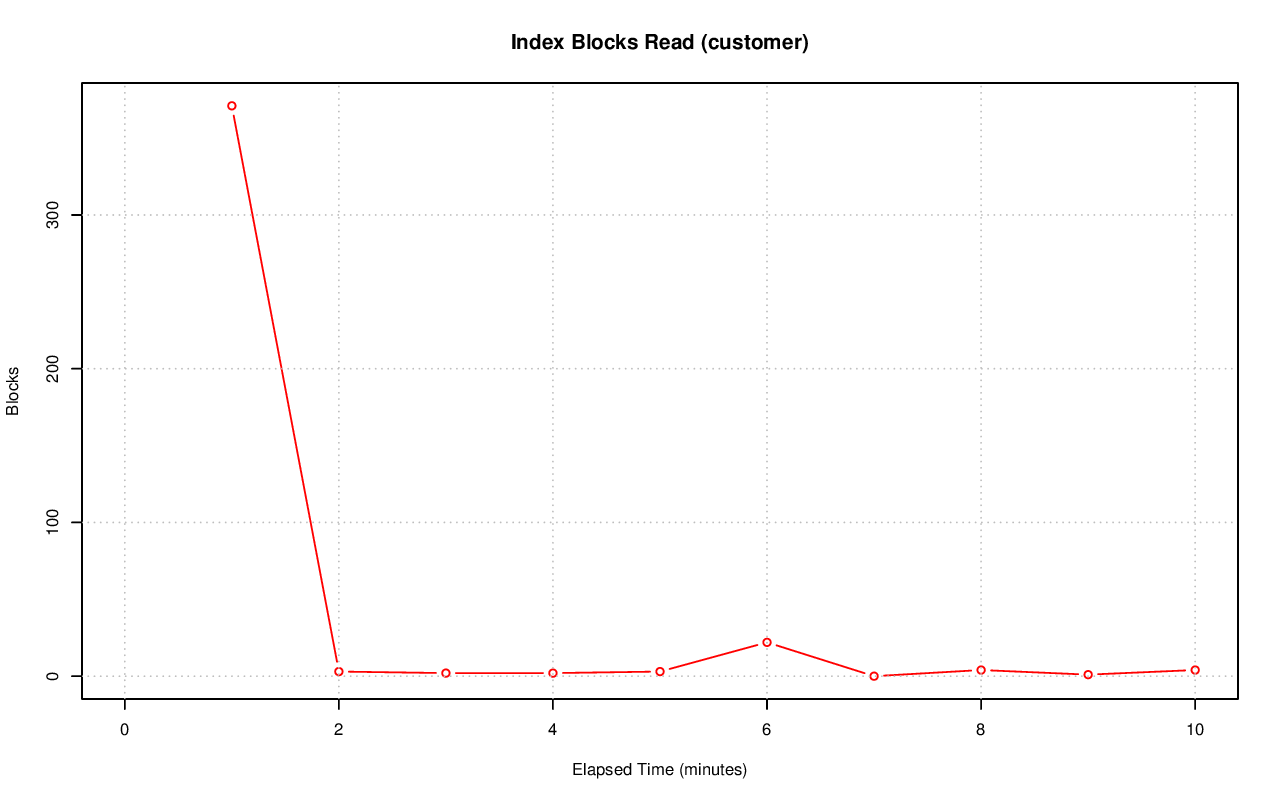 Index Blocks Read (customer)
Blocks
300
200
100
0
0 2 4 6 8 10
Elapsed Time (minutes)